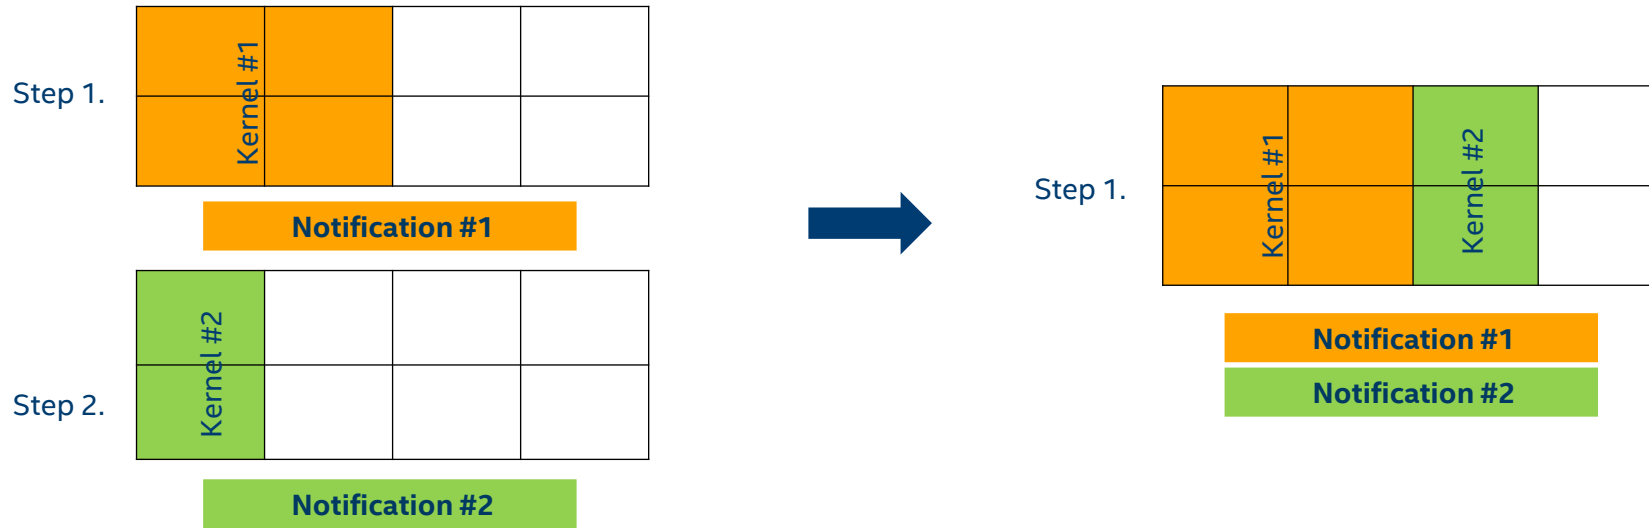 Step 1.
Kernel #1
Notification #1
Step 2.
Kernel #2
Notification #2
Step 1.
Kernel #1
Kernel #2
Notification #1
Notification #2